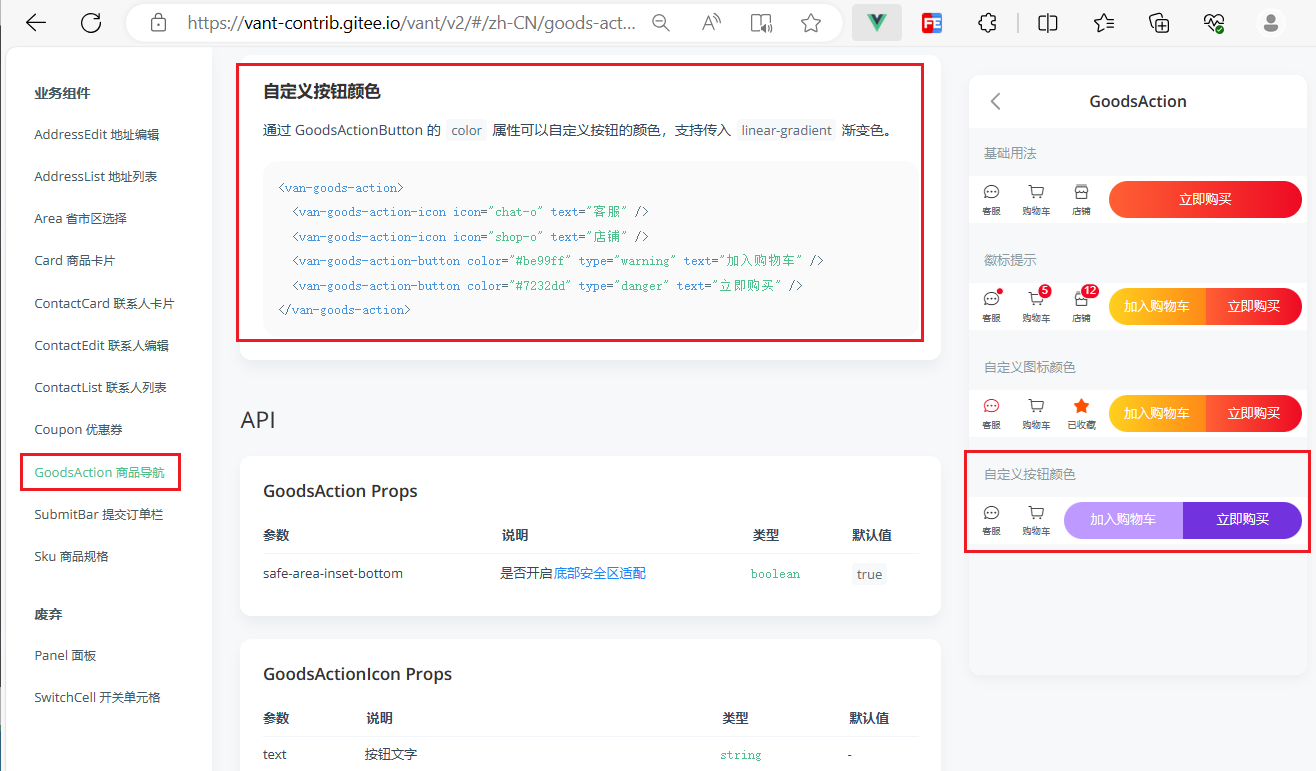 https://vant-contrib.gitee.io/vant/v2/#/zh-CN/goods-act...
业务组件
AddressEdit 地址编辑
AddressList 地址列表
Area 省市区选择
Card 商品卡片
ContactCard 联系人卡片
ContactEdit 联系人编辑
ContactList 联系人列表
Coupon 优惠券
GoodsAction 商品导航
SubmitBar 提交订单栏
Sku 商品规格
废弃
Panel 面板
SwitchCell 开关单元格
自定义按钮颜色
通过 GoodsActionButton 的 color 属性可以自定义按钮的颜色，支持传入 linear-gradient 渐变色。
<van-goods-action>
<van-goods-action-icon icon="chat-o" text="客服" />
<van-goods-action-icon icon="shop-o" text="店铺" />
<van-goods-action-button color="#be99ff" type="warning" text="加入购物车" />
<van-goods-action-button color="#7232dd" type="danger" text="立即购买" />
</van-goods-action>
API
GoodsAction Props
参数 说明 类型 默认值
safe-area-inset-bottom 是否开启底部安全区适配 boolean true
GoodsActionIcon Props
参数 说明 类型 默认值
text 按钮文字 string -
GoodsAction
基础用法
客服 购物车 店铺 立即购买
徽标提示
5 12
客服 购物车 店铺 加入购物车 立即购买
自定义图标颜色
客服 购物车 已收藏 加入购物车 立即购买
自定义按钮颜色
客服 购物车 加入购物车 立即购买